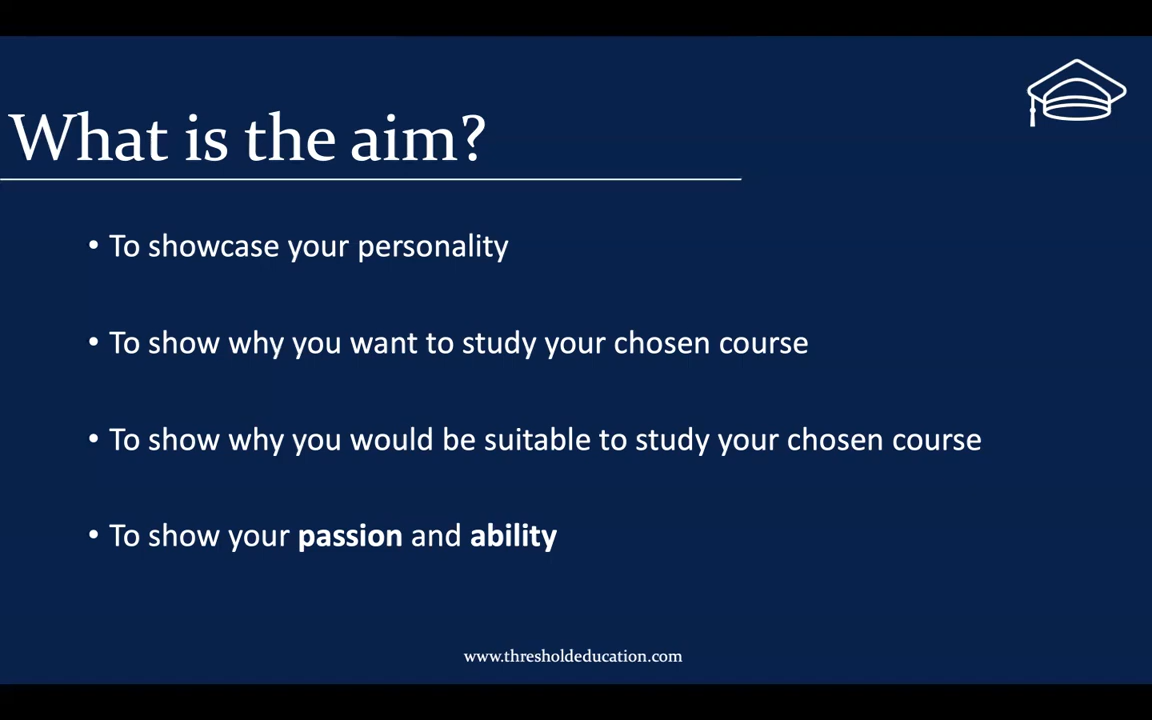 What is the aim?
• To showcase your personality
• To show why you want to study your chosen course
• To show why you would be suitable to study your chosen course
• To show your passion and ability
www.thresholdeducation.com